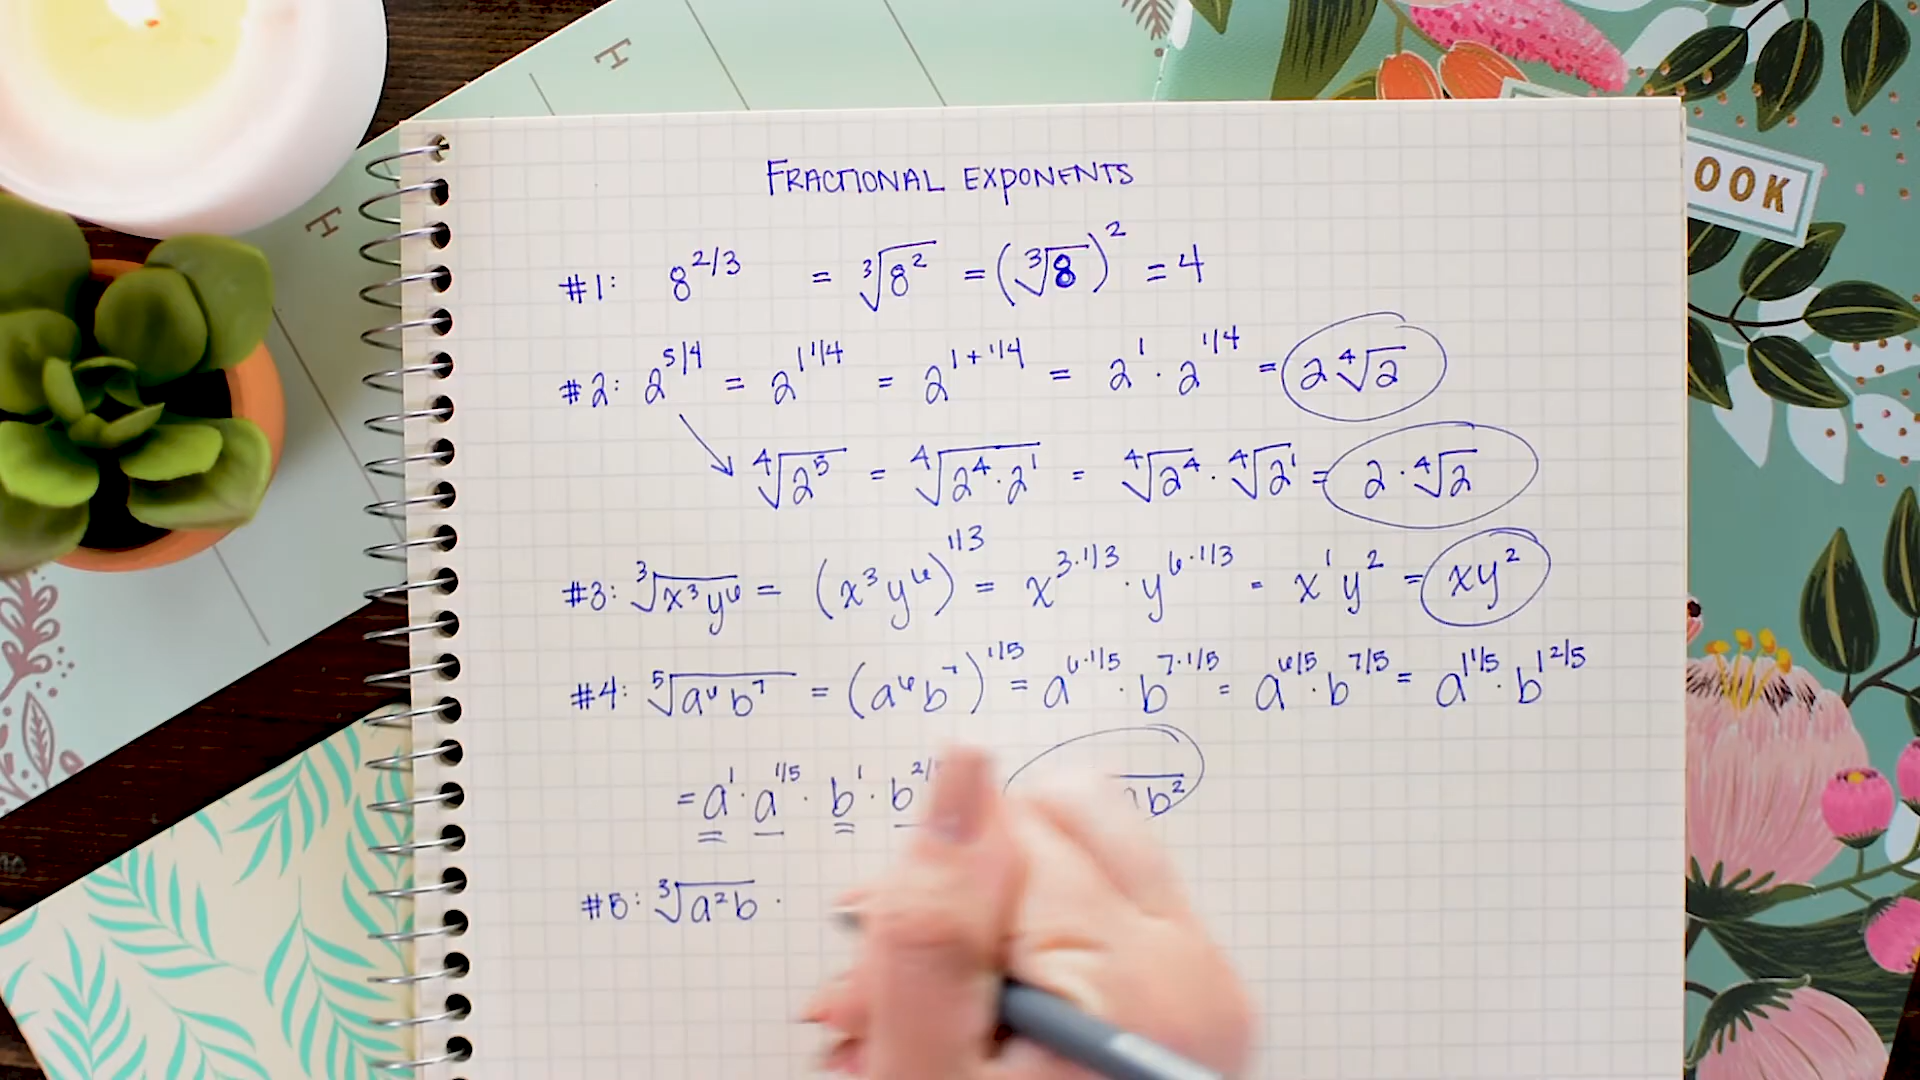 FRACTIONAL EXPONENTS
#1: 8^(2/3) = ∛(8²) = (∛8)² = 4
#2: 2^(5/4) = 2^(1 1/4) = 2^(1 + 1/4) = 2¹ · 2^(1/4) = 2 ∜2
∜(2⁵) = ∜(2⁴ · 2¹) = ∜(2⁴) · ∜(2¹) = 2 · ∜2
#3: ∛(x³y⁶) = (x³y⁶)^(1/3) = x^(3·1/3) · y^(6·1/3) = x¹y² = xy²
#4: ⁵√(a⁶b⁷) = (a⁶b⁷)^(1/5) = a^(6·1/5) · b^(7·1/5) = a^(6/5) · b^(7/5) = a^(1 1/5) · b^(1 2/5)
= a¹ · a^(1/5) · b¹ · b^(2/ b²
#5: ∛(a²b) ·
OOK
H
H